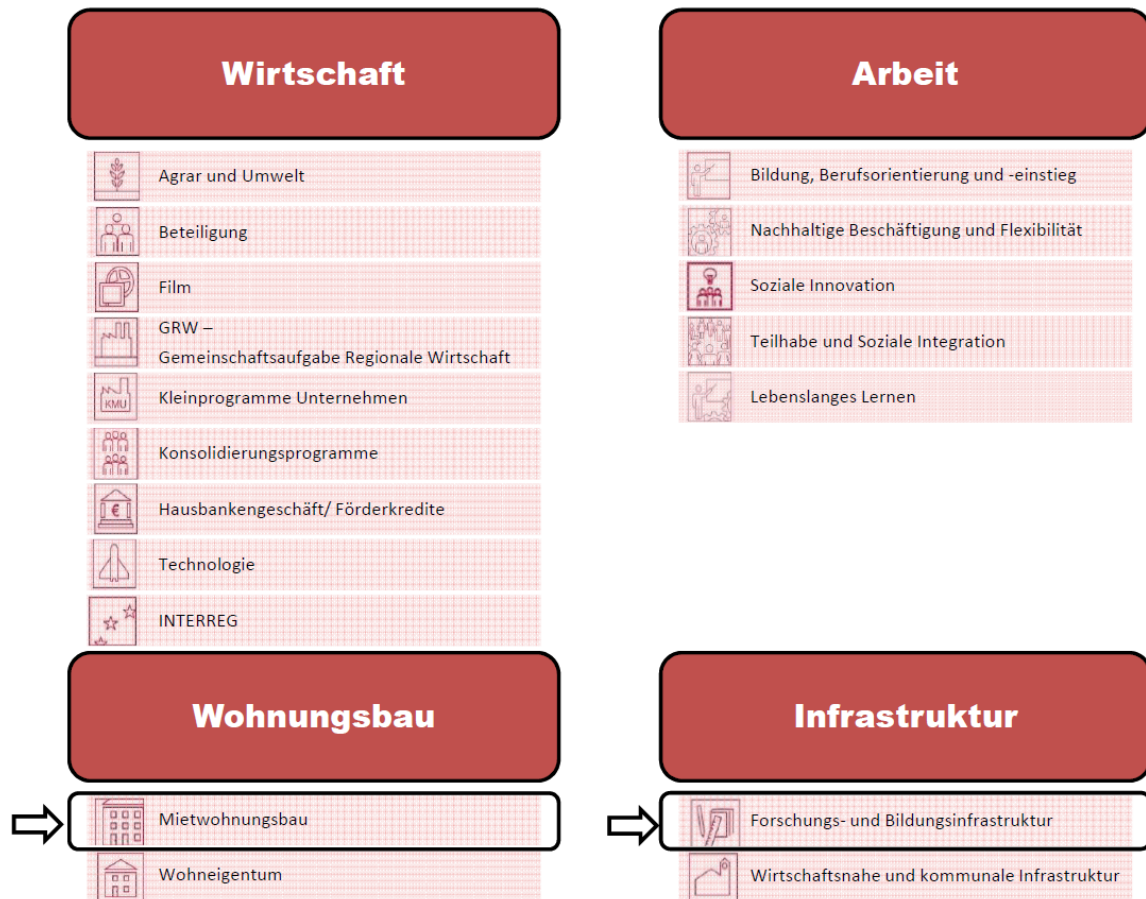 Wirtschaft
Agrar und Umwelt
Beteiligung
Film
GRW –
Gemeinschaftsaufgabe Regionale Wirtschaft
KMU
Kleinprogramme Unternehmen
Konsolidierungsprogramme
€
Hausbankengeschäft/ Förderkredite
Technologie
INTERREG
Arbeit
Bildung, Berufsorientierung und -einstieg
Nachhaltige Beschäftigung und Flexibilität
Soziale Innovation
Teilhabe und Soziale Integration
Lebenslanges Lernen
Wohnungsbau
Mietwohnungsbau
Wohneigentum
Infrastruktur
Forschungs- und Bildungsinfrastruktur
Wirtschaftsnahe und kommunale Infrastruktur